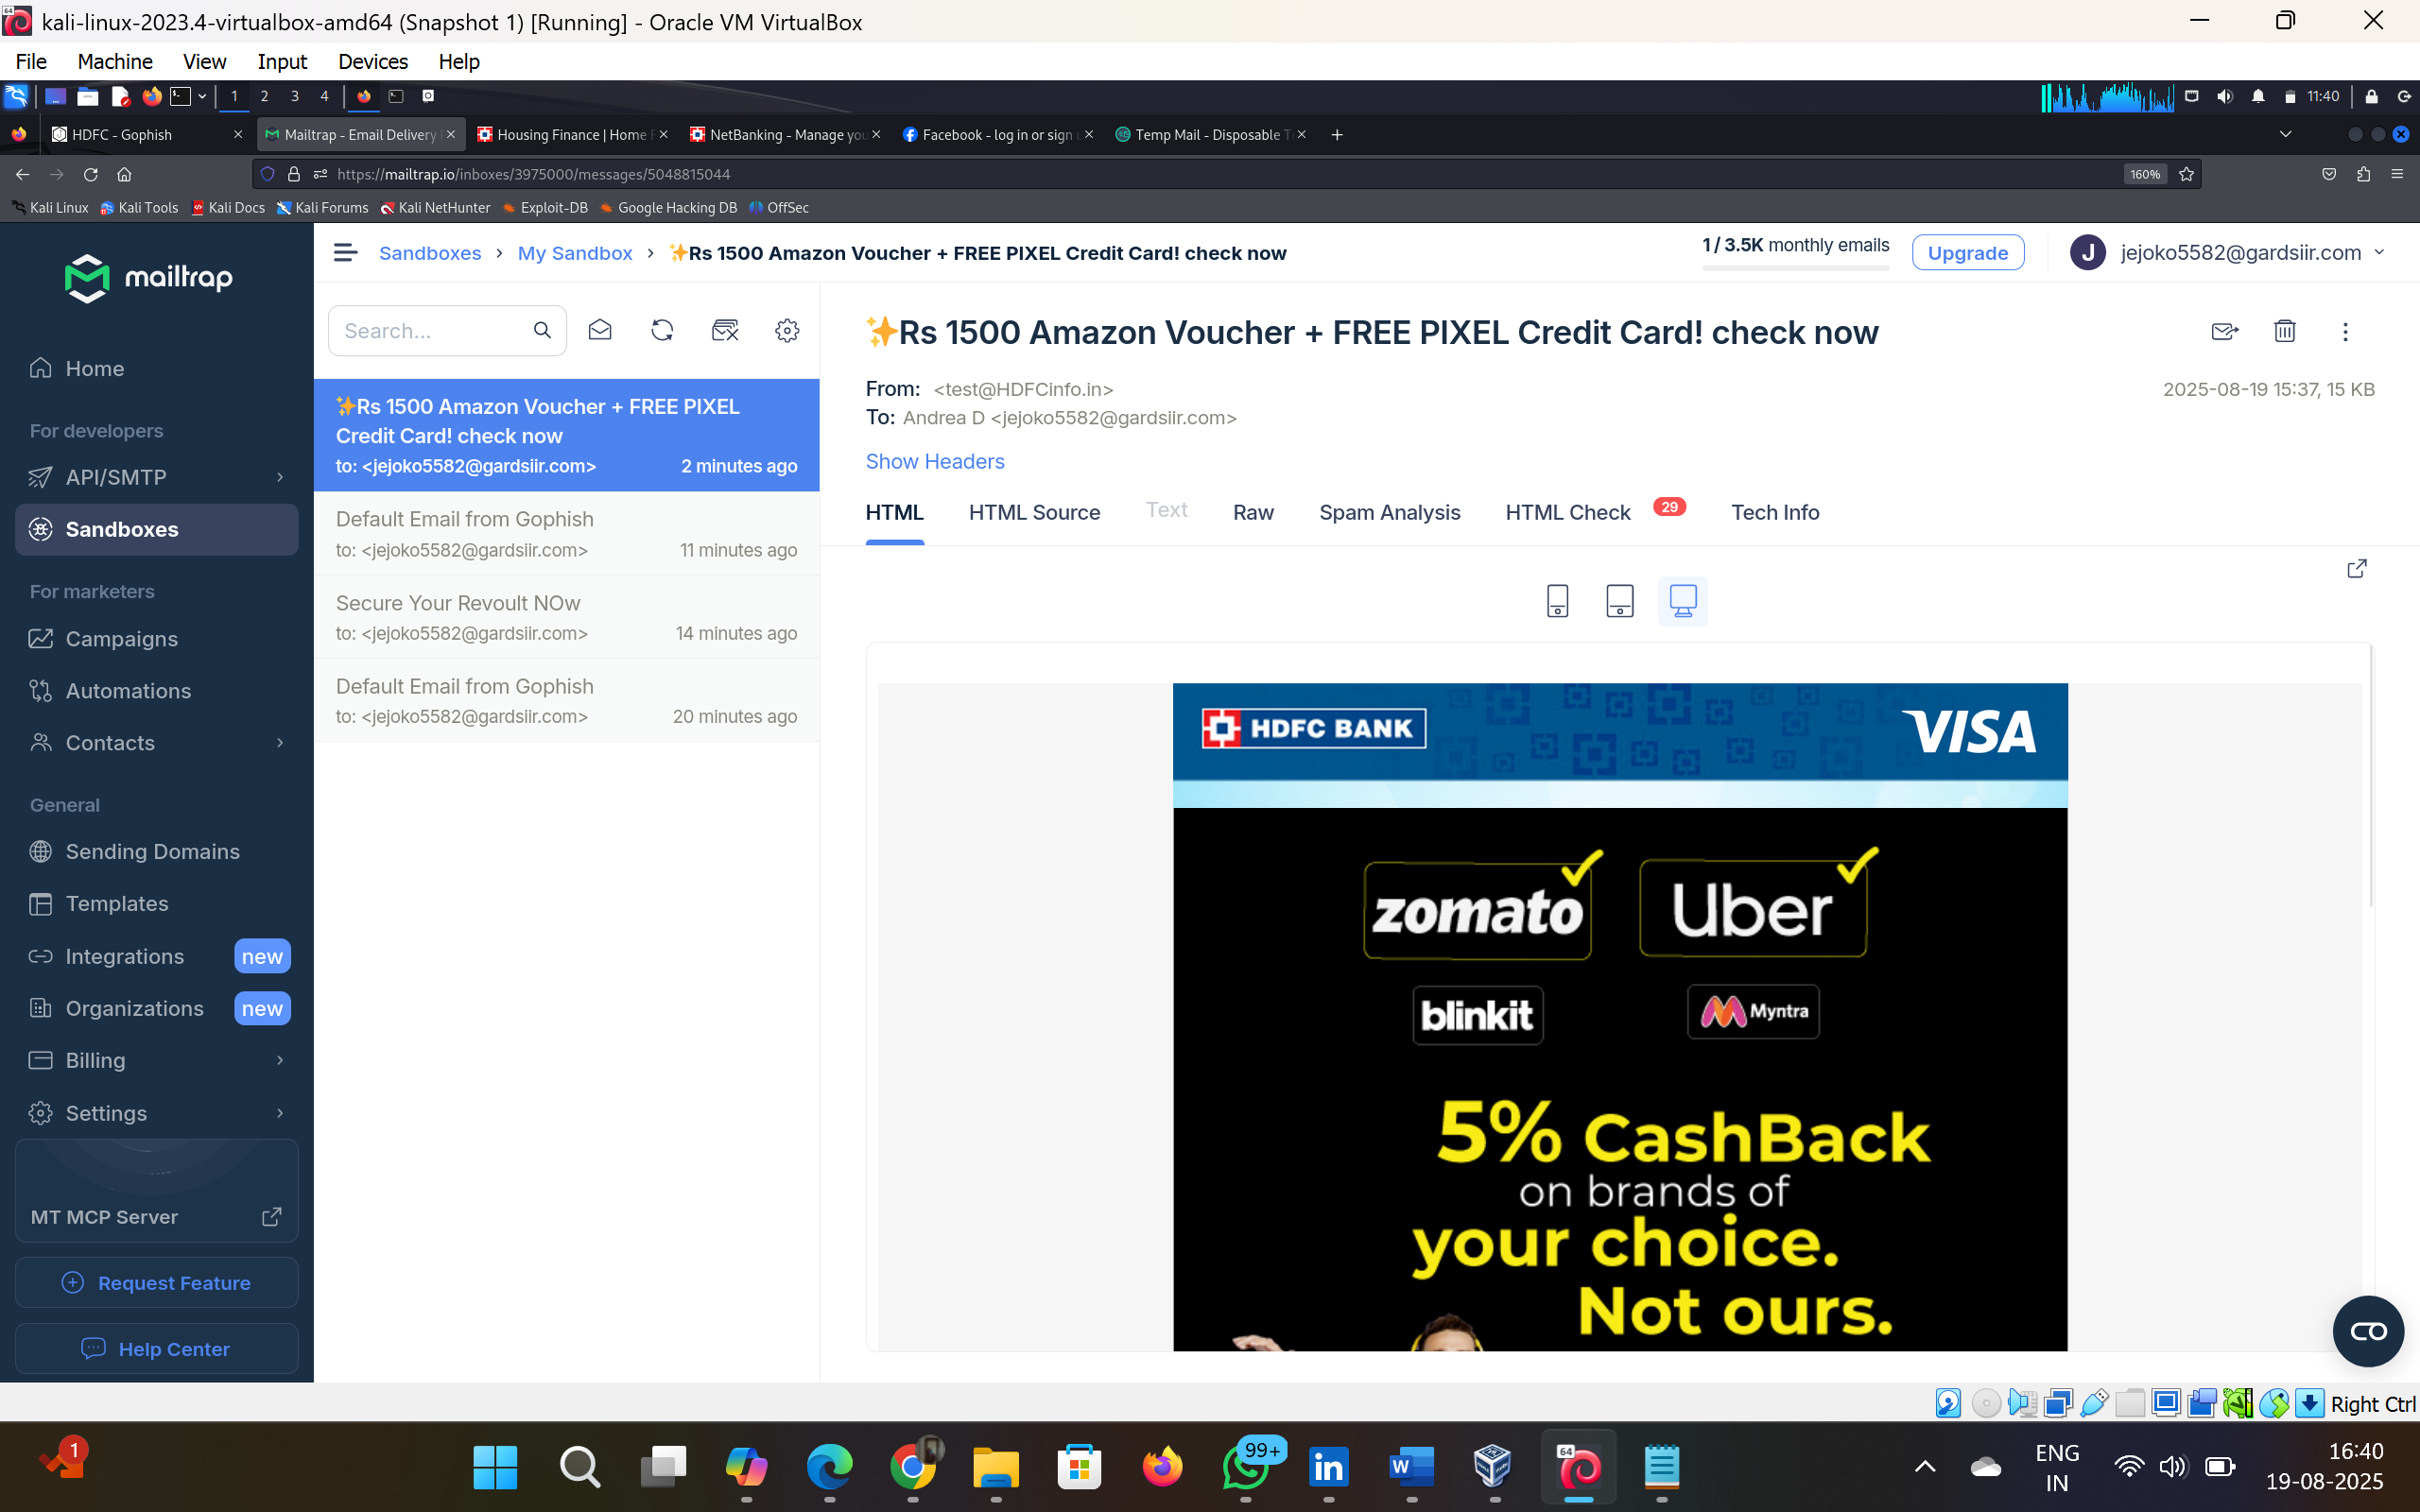 kali-linux-2023.4-virtualbox-amd64 (Snapshot 1) [Running] - Oracle VM VirtualBox
File Machine View Input Devices Help
1 2 3 4 11:40
HDFC - Gophish
Mailtrap - Email Delivery
Housing Finance | Home F
NetBanking - Manage you
Facebook - log in or sign
Temp Mail - Disposable T
https://mailtrap.io/inboxes/3975000/messages/5048815044 160%
Kali Linux Kali Tools Kali Docs Kali Forums Kali NetHunter Exploit-DB Google Hacking DB OffSec
mailtrap
Home
For developers
API/SMTP
Sandboxes
For marketers
Campaigns
Automations
Contacts
General
Sending Domains
Templates
Integrations new
Organizations new
Billing
Settings
MT MCP Server
Request Feature
Help Center
Sandboxes > My Sandbox > ✨Rs 1500 Amazon Voucher + FREE PIXEL Credit Card! check now
1 / 3.5K monthly emails
Upgrade
J jejoko5582@gardsiir.com
Search...
✨Rs 1500 Amazon Voucher + FREE PIXEL
Credit Card! check now
to: <jejoko5582@gardsiir.com> 2 minutes ago
Default Email from Gophish
to: <jejoko5582@gardsiir.com> 11 minutes ago
Secure Your Revoult NOw
to: <jejoko5582@gardsiir.com> 14 minutes ago
Default Email from Gophish
to: <jejoko5582@gardsiir.com> 20 minutes ago
✨Rs 1500 Amazon Voucher + FREE PIXEL Credit Card! check now
From: <test@HDFCinfo.in> 2025-08-19 15:37, 15 KB
To: Andrea D <jejoko5582@gardsiir.com>
Show Headers
HTML HTML Source Text Raw Spam Analysis HTML Check 29 Tech Info
HDFC BANK VISA
zomato Uber
blinkit Myntra
5% CashBack
on brands of
your choice.
Not ours.
Right Ctrl
1
99+
64
ENG
IN
16:40
19-08-2025